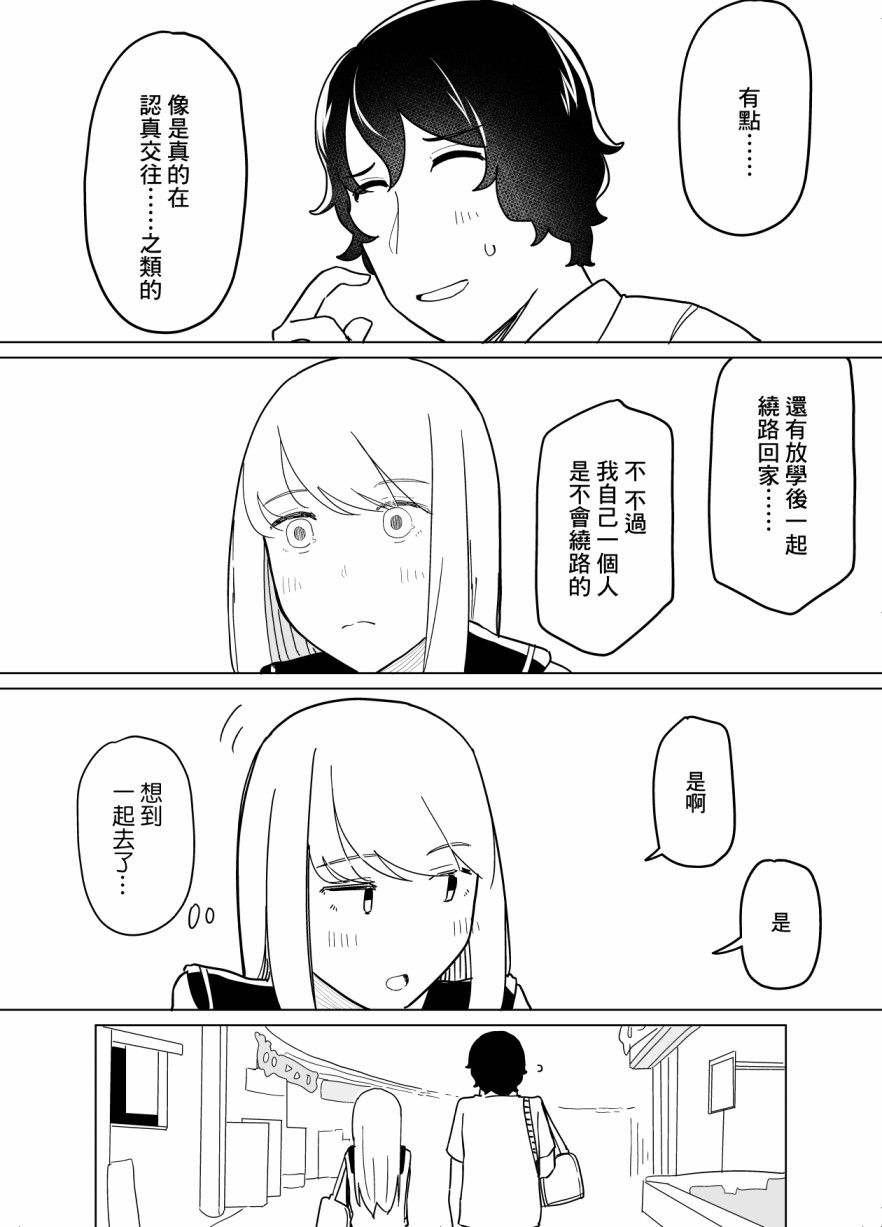 有點……
像是真的在
認真交往……之類的
還有放學後一起
繞路回家……
不 不過
我自己一個人
是不會繞路的
是啊
是
想到
一起去了…